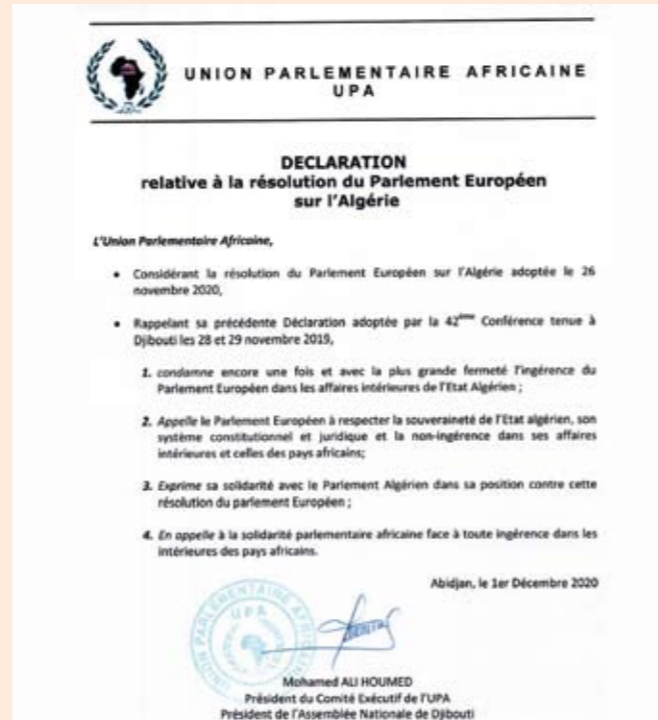 UNION PARLEMENTAIRE AFRICAINE
UPA
DECLARATION
relative à la résolution du Parlement Européen
sur l'Algérie
L'Union Parlementaire Africaine,
• Considérant la résolution du Parlement Européen sur l'Algérie adoptée le 26
novembre 2020,
• Rappelant sa précédente Déclaration adoptée par la 42ème Conférence tenue à
Djibouti les 28 et 29 novembre 2019,
1. condamne encore une fois et avec la plus grande fermeté l'ingérence du
Parlement Européen dans les affaires intérieures de l'Etat Algérien ;
2. Appelle le Parlement Européen à respecter la souveraineté de l'Etat algérien, son
système constitutionnel et juridique et la non-ingérence dans ses affaires
intérieures et celles des pays africains;
3. Exprime sa solidarité avec le Parlement Algérien dans sa position contre cette
résolution du parlement Européen ;
4. En appelle à la solidarité parlementaire africaine face à toute ingérence dans les
intérieures des pays africains.
Abidjan, le 1er Décembre 2020
UNION PARLEMENTAIRE AFRICAINE
UPA
Mohamed ALI HOUMED
Président du Comité Exécutif de l'UPA
Président de l'Assemblée Nationale de Djibouti